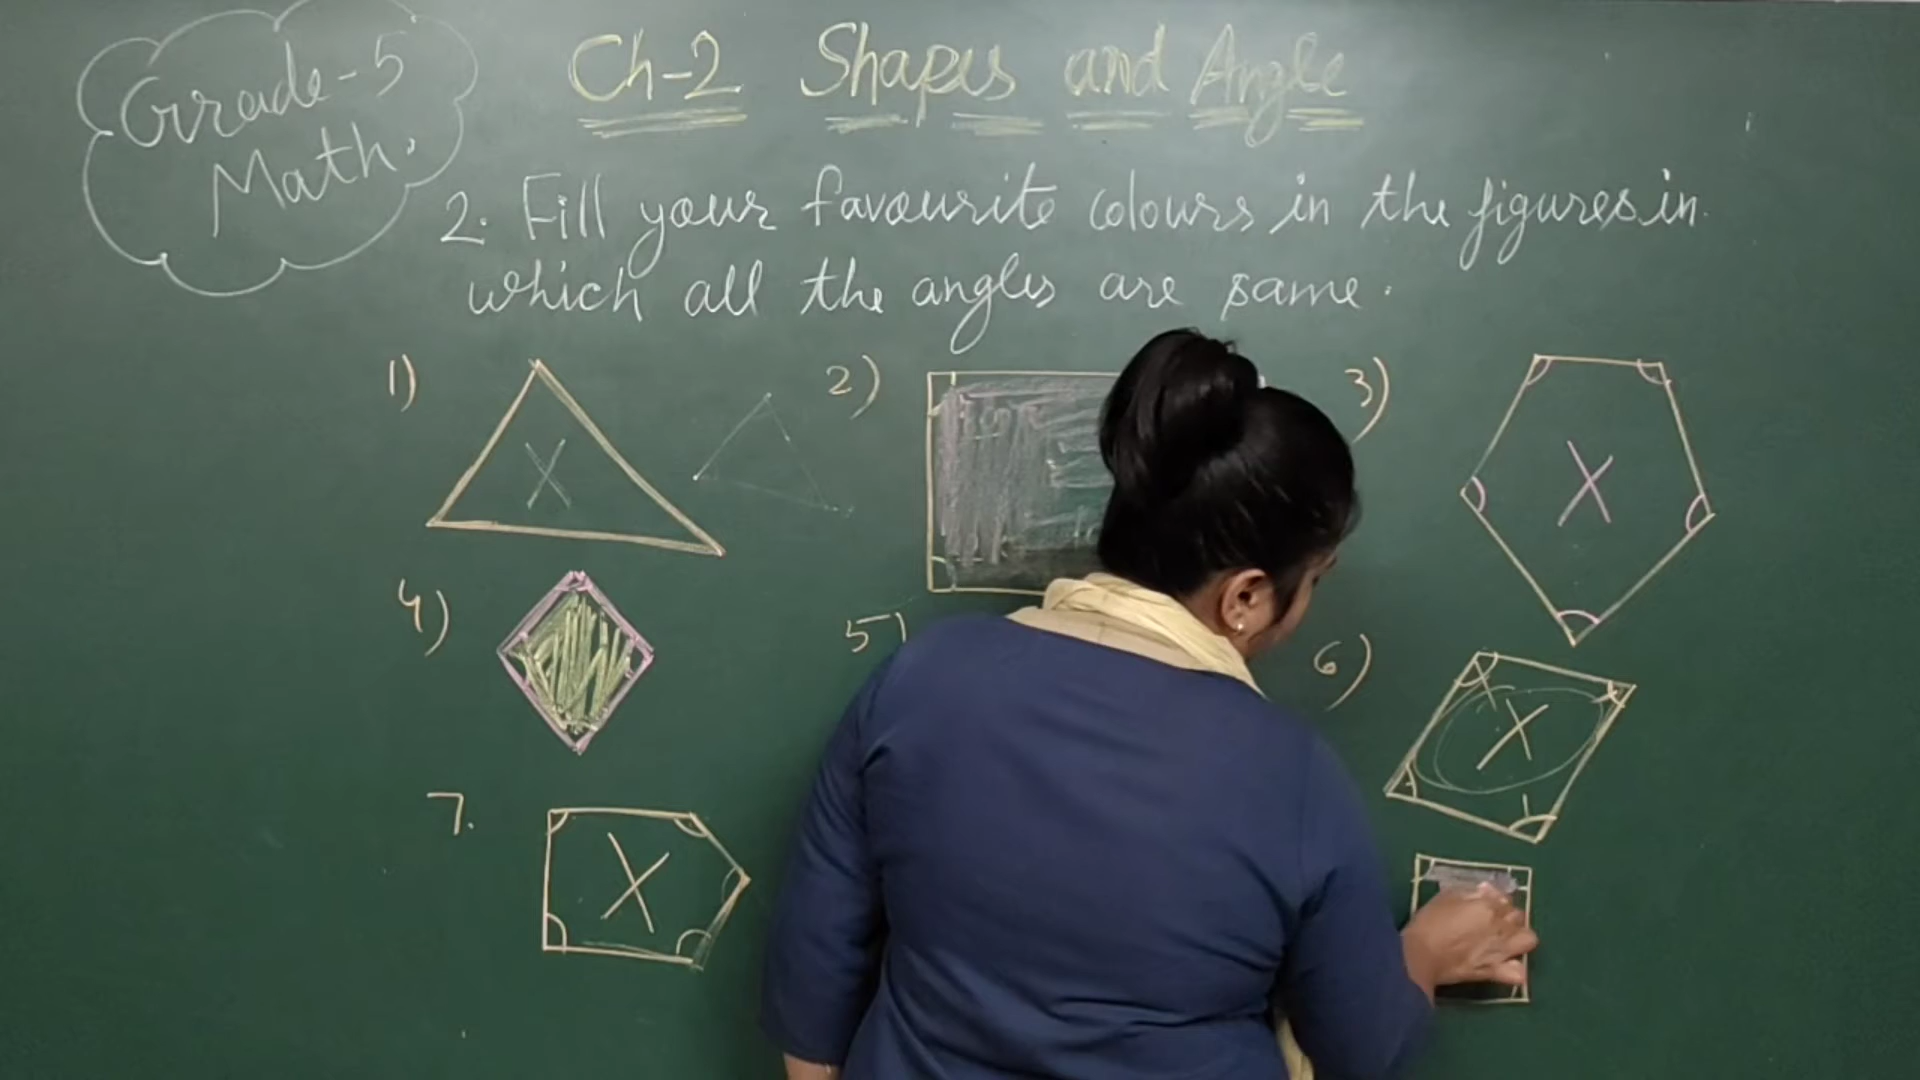 Grade-5
Math.
Ch-2 Shapes and Angle
2. Fill your favourite colours in the figures in
which all the angles are same.
1)
X
2)
3)
X
4)
5)
6)
X
7.
X